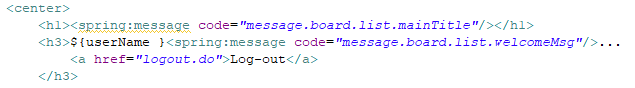 <center>
<h1><spring:message code="message.board.list.mainTitle"/></h1>
<h3>${userName }<spring:message code="message.board.list.welcomeMsg"/>...
<a href="logout.do">Log-out</a>
</h3>